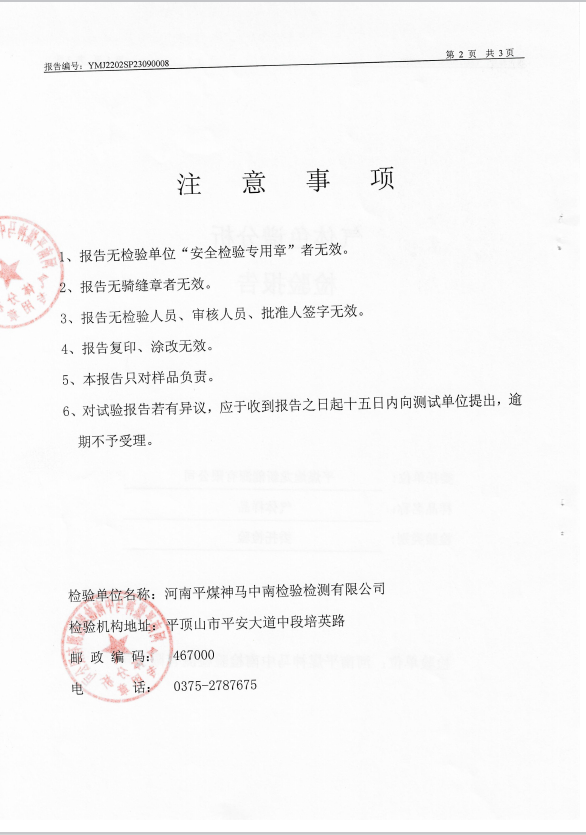 报告编号：YMJ2202SP23090008
第 2 页 共 3 页
注 意 事 项
1、报告无检验单位“安全检验专用章”者无效。
2、报告无骑缝章者无效。
3、报告无检验人员、审核人员、批准人签字无效。
4、报告复印、涂改无效。
5、本报告只对样品负责。
6、对试验报告若有异议，应于收到报告之日起十五日内向测试单位提出，逾
期不予受理。
检验单位名称：河南平煤神马中南检验检测有限公司
检验机构地址：平顶山市平安大道中段培英路
邮 政 编 码： 467000
电 话： 0375-2787675